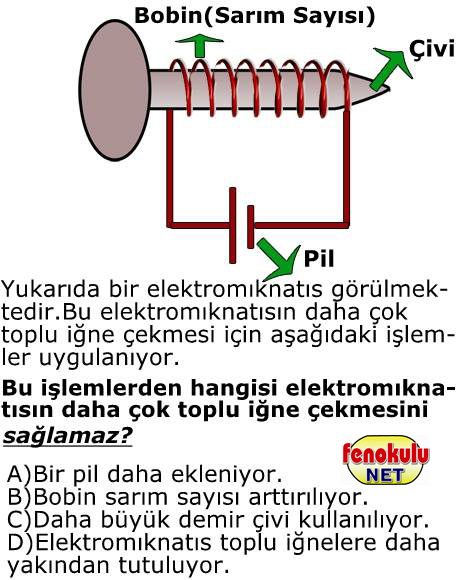 Bobin(Sarım Sayısı)
Çivi
Pil
Yukarıda bir elektromıknatıs görülmek-
tedir.Bu elektromıknatısın daha çok
toplu iğne çekmesi için aşağıdaki işlem-
ler uygulanıyor.
Bu işlemlerden hangisi elektromıkna-
tısın daha çok toplu iğne çekmesini
sağlamaz?
fenokulu
NET
A)Bir pil daha ekleniyor.
B)Bobin sarım sayısı arttırılıyor.
C)Daha büyük demir çivi kullanılıyor.
D)Elektromıknatıs toplu iğnelere daha
yakından tutuluyor.